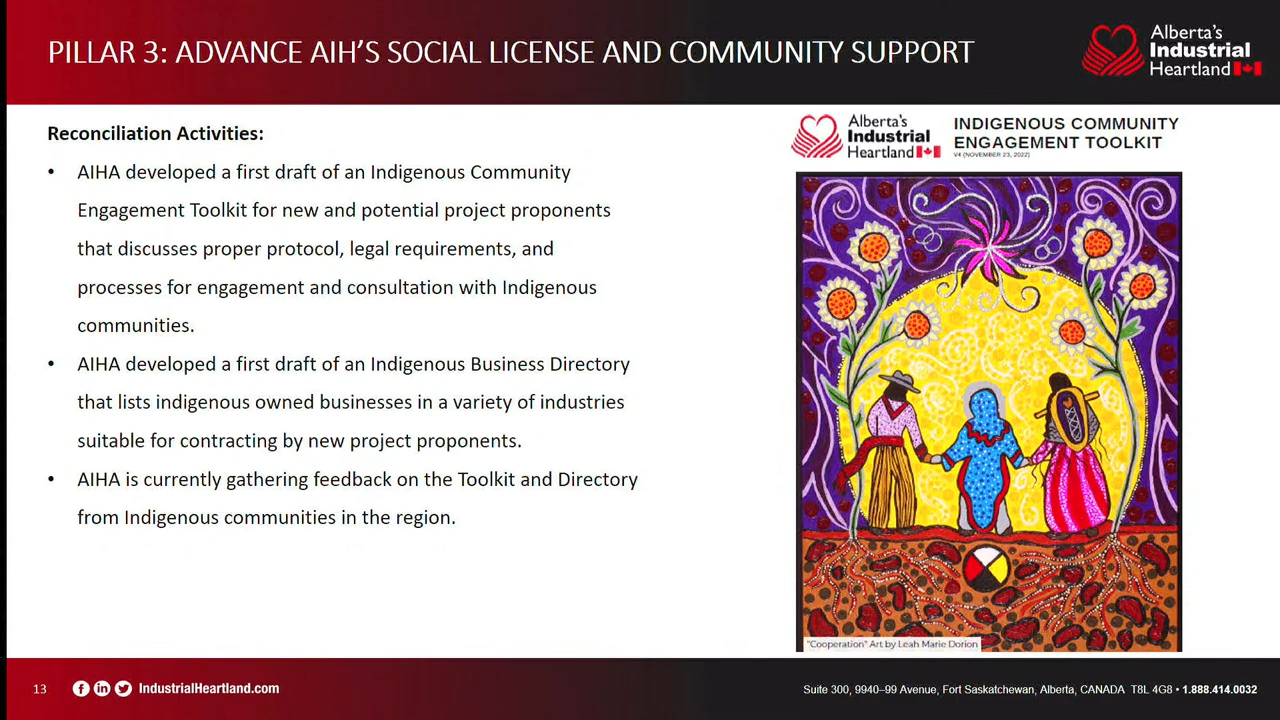 PILLAR 3: ADVANCE AIH'S SOCIAL LICENSE AND COMMUNITY SUPPORT
Alberta's
Industrial
Heartland
Reconciliation Activities:
• AIHA developed a first draft of an Indigenous Community
Engagement Toolkit for new and potential project proponents
that discusses proper protocol, legal requirements, and
processes for engagement and consultation with Indigenous
communities.
• AIHA developed a first draft of an Indigenous Business Directory
that lists indigenous owned businesses in a variety of industries
suitable for contracting by new project proponents.
• AIHA is currently gathering feedback on the Toolkit and Directory
from Indigenous communities in the region.
Alberta's
Industrial
Heartland
INDIGENOUS COMMUNITY
ENGAGEMENT TOOLKIT
V4 (NOVEMBER 23, 2022)
"Cooperation" Art by Leah Marie Dorion
13
IndustrialHeartland.com
Suite 300, 9940–99 Avenue, Fort Saskatchewan, Alberta, CANADA T8L 4G8 • 1.888.414.0032